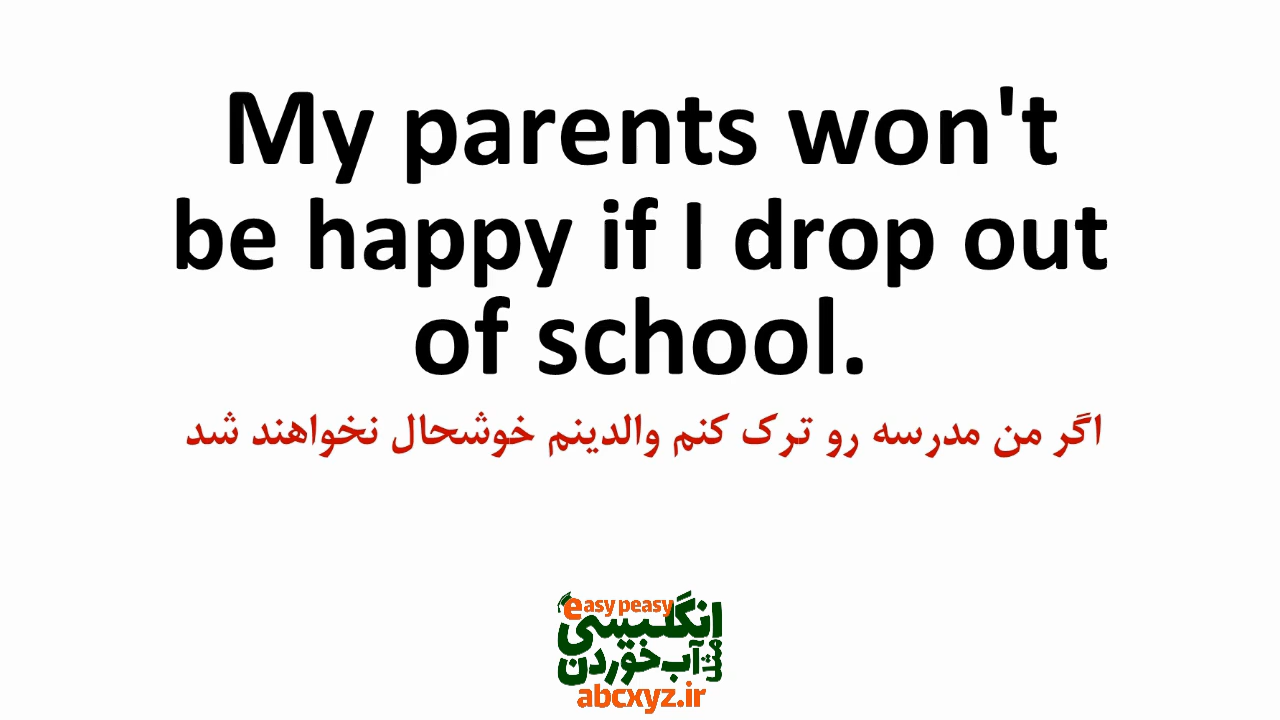 My parents won't
be happy if I drop out
of school.
اگر من مدرسه رو ترک کنم والدینم خوشحال نخواهند شد
easy peasy
انگلیسی
مثل آب خوردن
abcxyz.ir